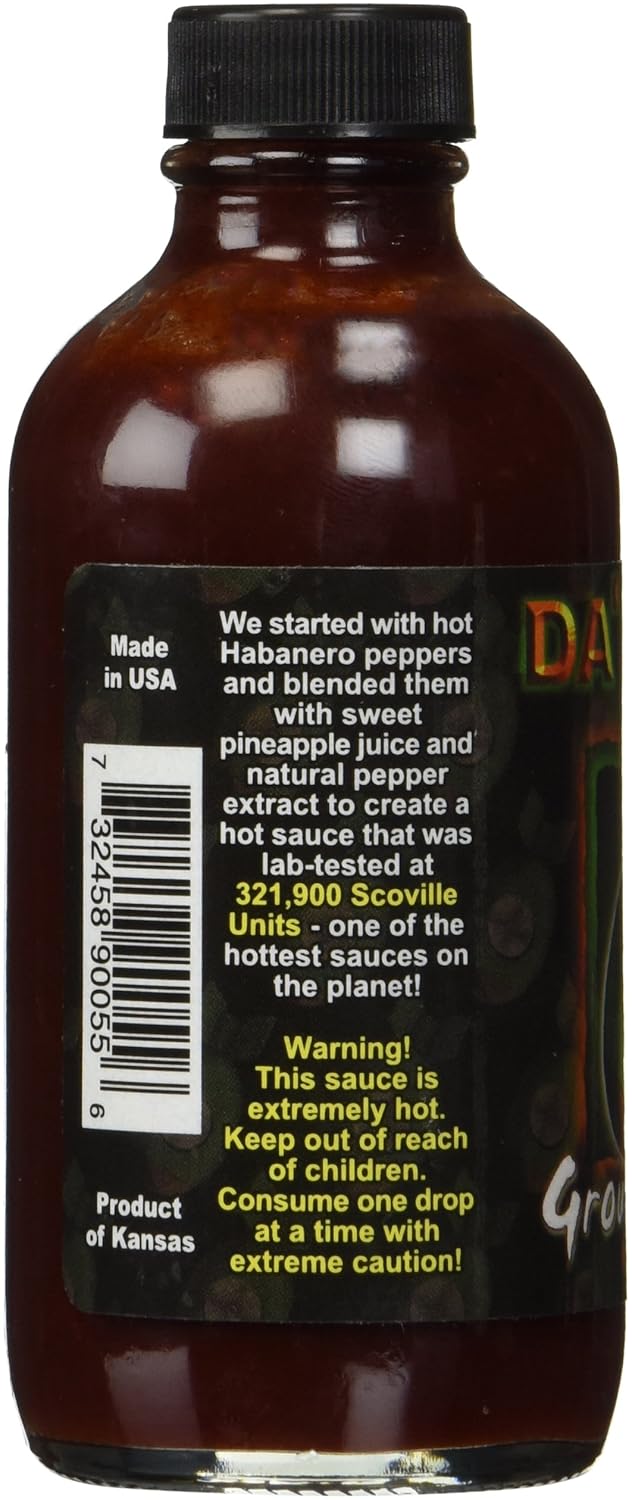 Made
in USA
7 32458 90055 6
Product
of Kansas
We started with hot
Habanero peppers
and blended them
with sweet
pineapple juice and
natural pepper
extract to create a
hot sauce that was
lab-tested at
321,900 Scoville
Units - one of the
hottest sauces on
the planet!
Warning!
This sauce is
extremely hot.
Keep out of reach
of children.
Consume one drop
at a time with
extreme caution!